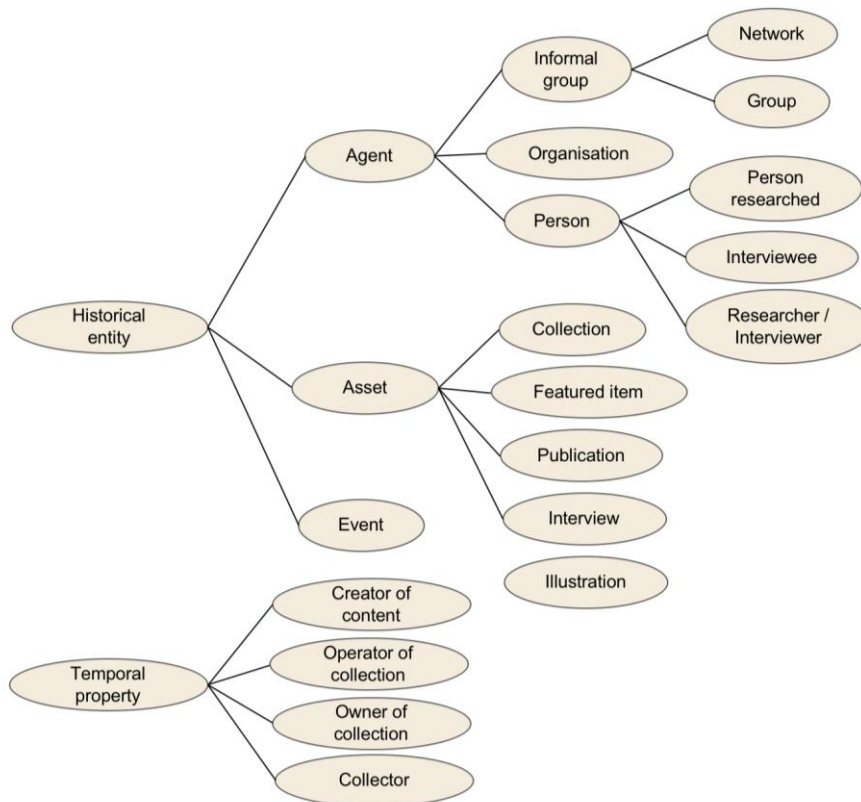 Network
Informal
group
Group
Agent
Organisation
Person
researched
Person
Interviewee
Researcher /
Interviewer
Historical
entity
Collection
Asset
Featured item
Publication
Interview
Event
Illustration
Creator of
content
Operator of
collection
Temporal
property
Owner of
collection
Collector